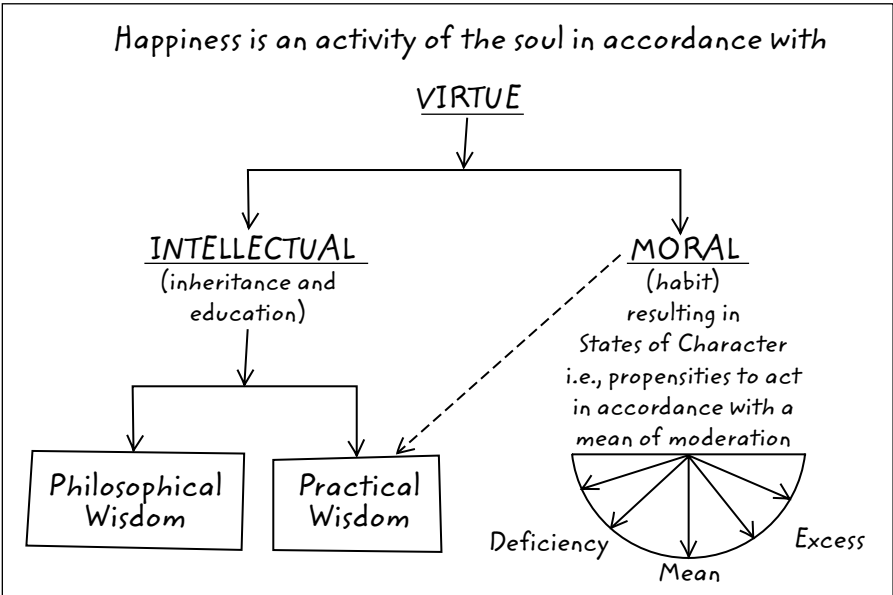 Happiness is an activity of the soul in accordance with
VIRTUE
INTELLECTUAL
(inheritance and
education)
MORAL
(habit)
resulting in
States of Character
i.e., propensities to act
in accordance with a
mean of moderation
Philosophical
Wisdom
Practical
Wisdom
Deficiency
Mean
Excess